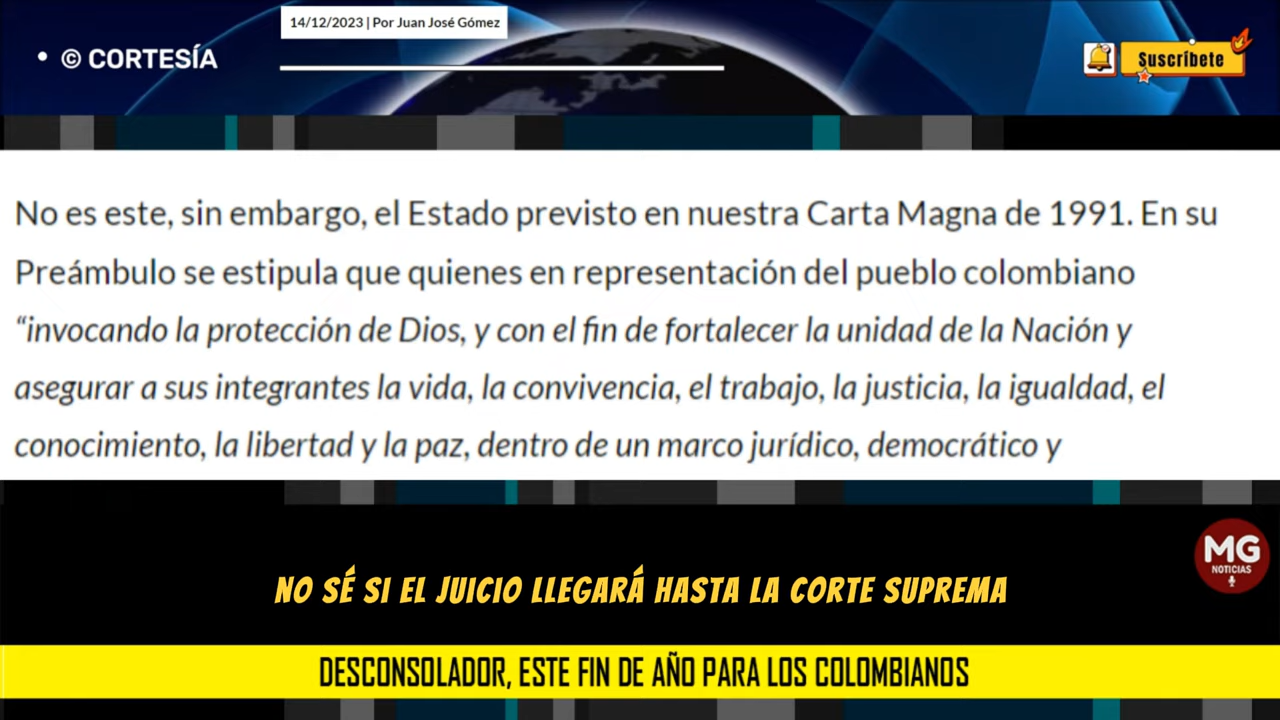 14/12/2023 | Por Juan José Gómez
• © CORTESÍA
Suscríbete
No es este, sin embargo, el Estado previsto en nuestra Carta Magna de 1991. En su
Preámbulo se estipula que quienes en representación del pueblo colombiano
“invocando la protección de Dios, y con el fin de fortalecer la unidad de la Nación y
asegurar a sus integrantes la vida, la convivencia, el trabajo, la justicia, la igualdad, el
conocimiento, la libertad y la paz, dentro de un marco jurídico, democrático y
MG
NOTICIAS
NO SÉ SI EL JUICIO LLEGARÁ HASTA LA CORTE SUPREMA
DESCONSOLADOR, ESTE FIN DE AÑO PARA LOS COLOMBIANOS